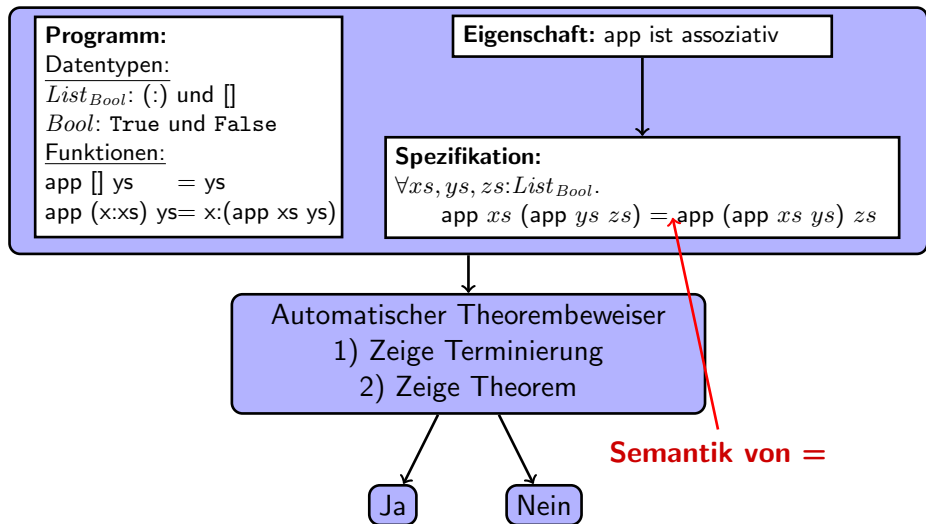 Programm:
Datentypen:
List_Bool: (:) und []
Bool: True und False
Funktionen:
app [] ys = ys
app (x:xs) ys= x:(app xs ys)
Eigenschaft: app ist assoziativ
Spezifikation:
∀xs, ys, zs:List_Bool.
app xs (app ys zs) = app (app xs ys) zs
Automatischer Theorembeweiser
1) Zeige Terminierung
2) Zeige Theorem
Semantik von =
Ja
Nein